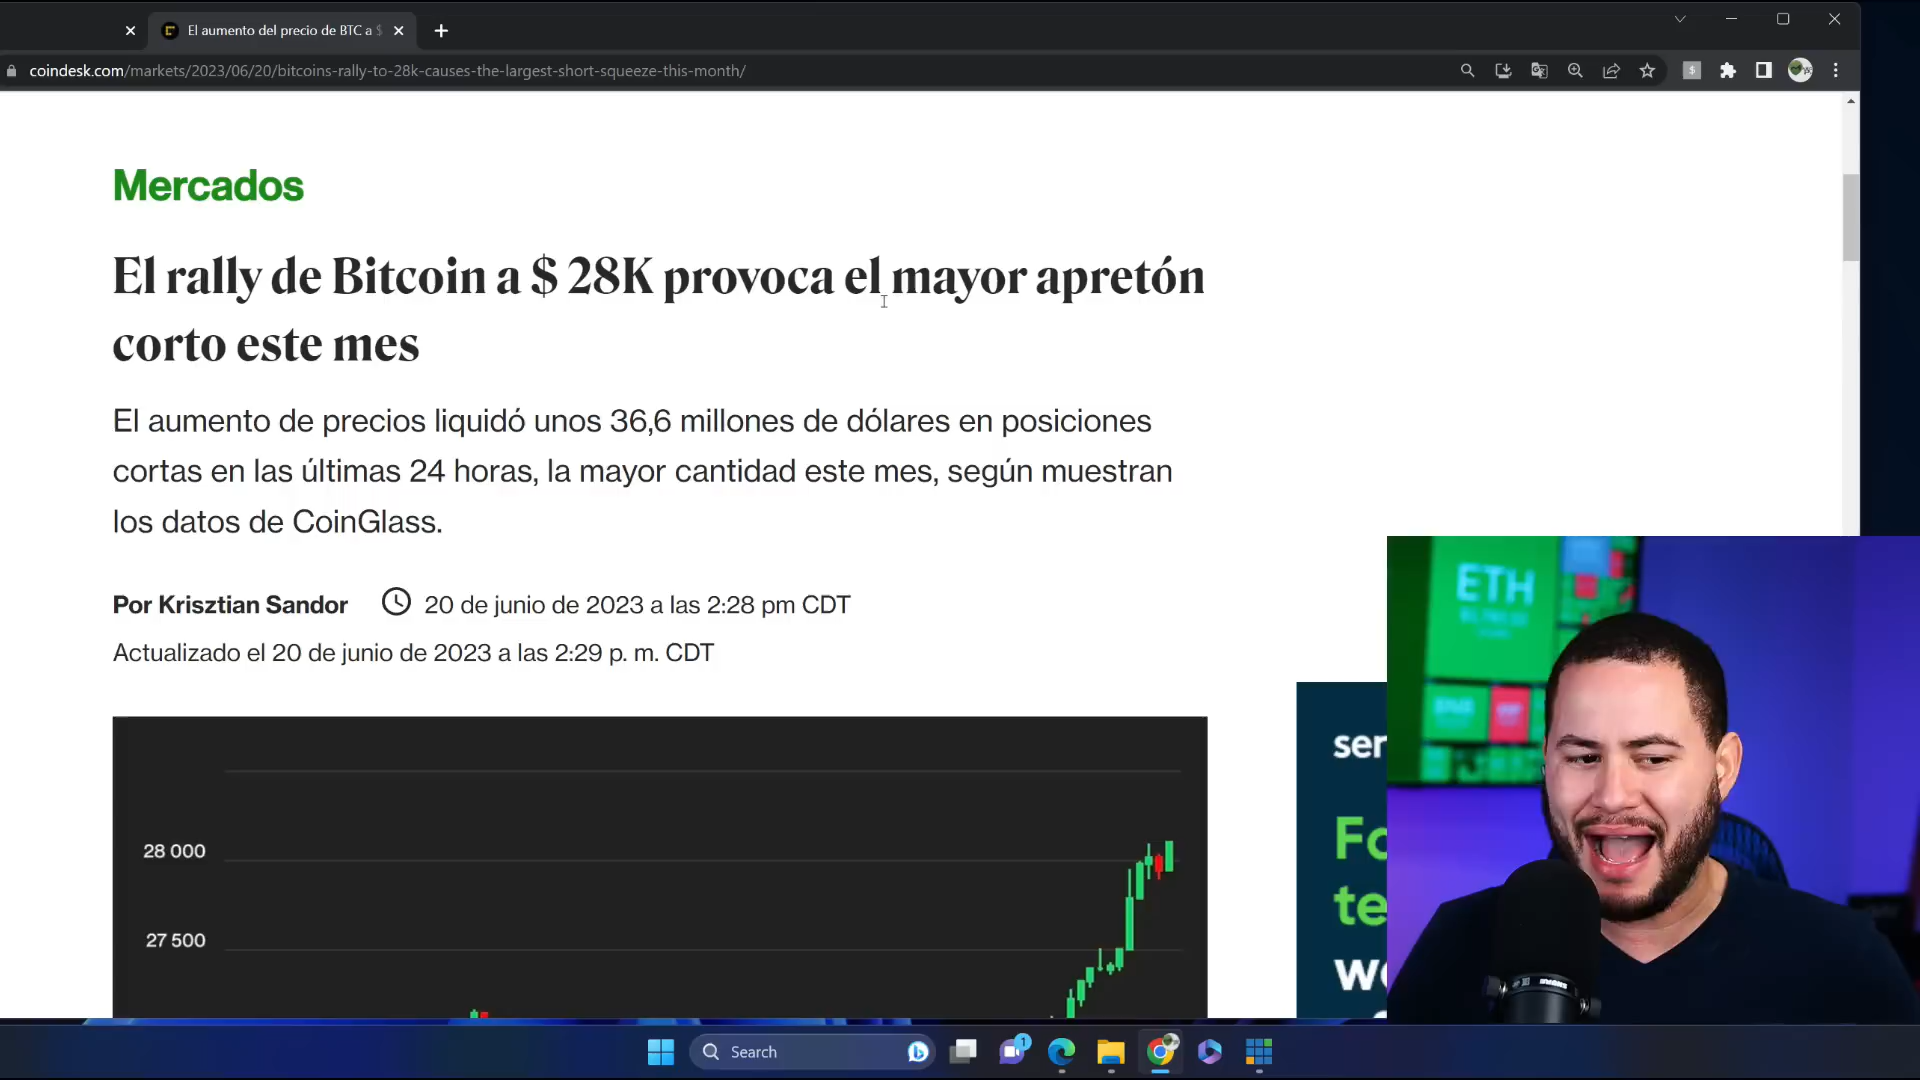 El aumento del precio de BTC a $
coindesk.com/markets/2023/06/20/bitcoins-rally-to-28k-causes-the-largest-short-squeeze-this-month/
Mercados
El rally de Bitcoin a $ 28K provoca el mayor apretón
corto este mes
El aumento de precios liquidó unos 36,6 millones de dólares en posiciones
cortas en las últimas 24 horas, la mayor cantidad este mes, según muestran
los datos de CoinGlass.
Por Krisztian Sandor 20 de junio de 2023 a las 2:28 pm CDT
Actualizado el 20 de junio de 2023 a las 2:29 p. m. CDT
ETH
ser
Fo
te
we
28 000
27 500
SHURE
Search
1